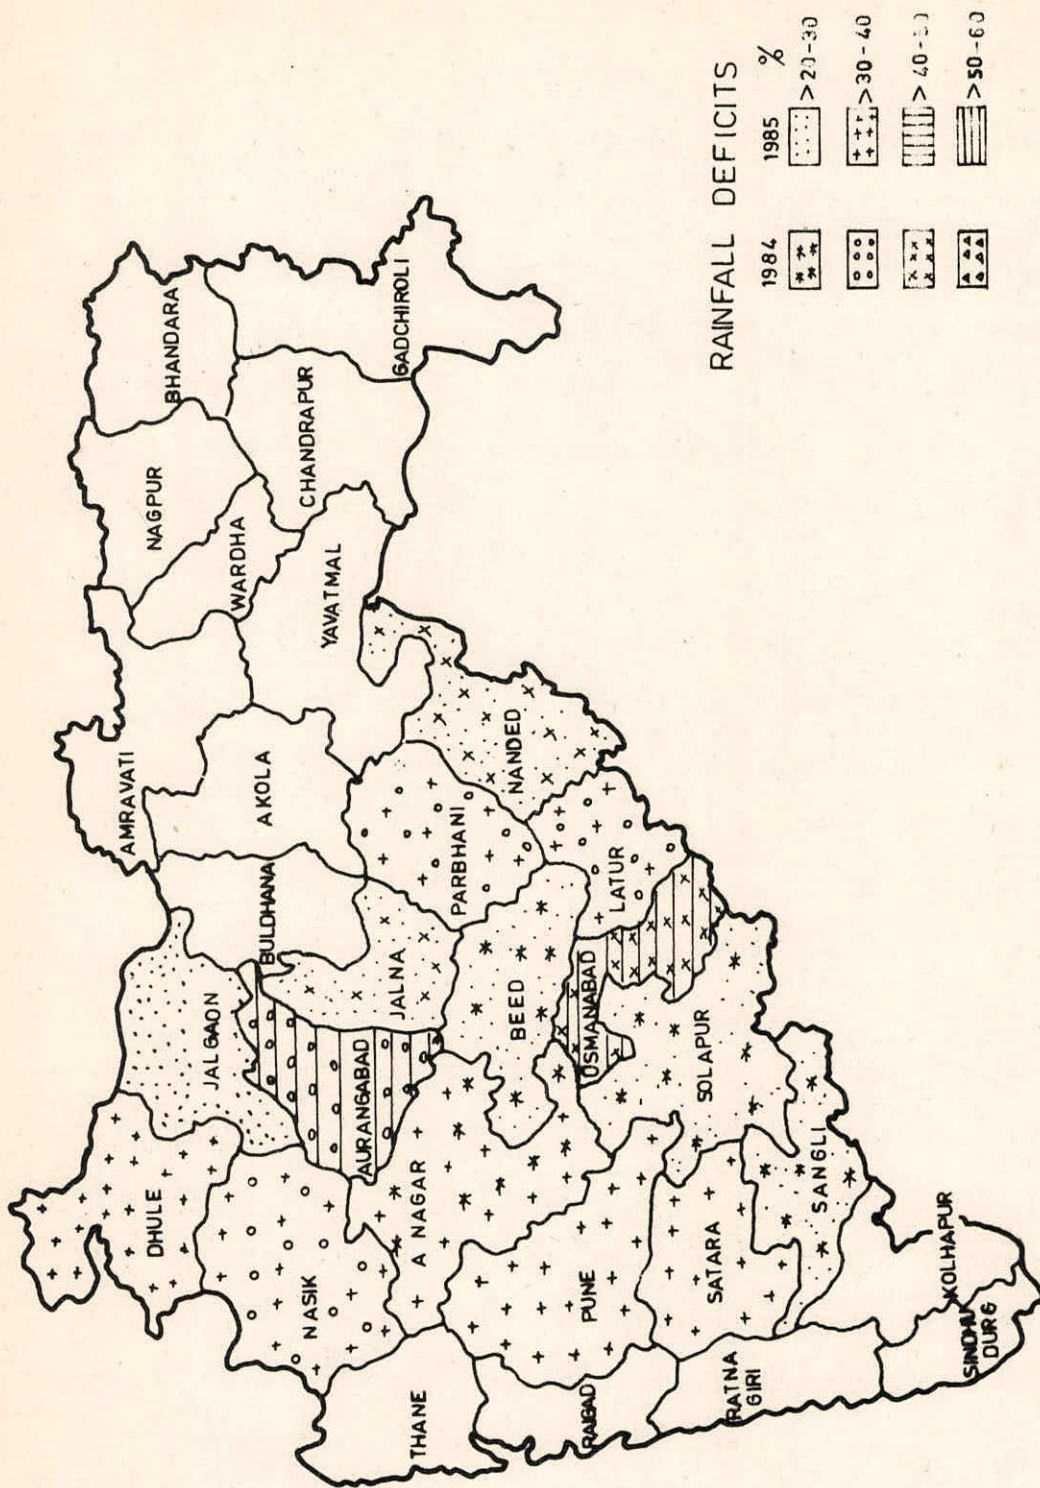 BHANDARA
NAGPUR
WARDHA
CHANDRAPUR
GADCHIROLI
YAVATMAL
AMRAVATI
AKOLA
BULDHANA
JALGAON
DHULE
NASIK
AURANGABAD
JALNA
PARBHANI
NANDED
LATUR
BEED
OSMANABAD
A NAGAR
SOLAPUR
PUNE
SATARA
SANGLI
THANE
RAIGAD
RATNA
GIRI
KOLHAPUR
SINDHU
DURG
RAINFALL DEFICITS
1984 1985 %
>20-30
>30-40
>40-50
>50-60